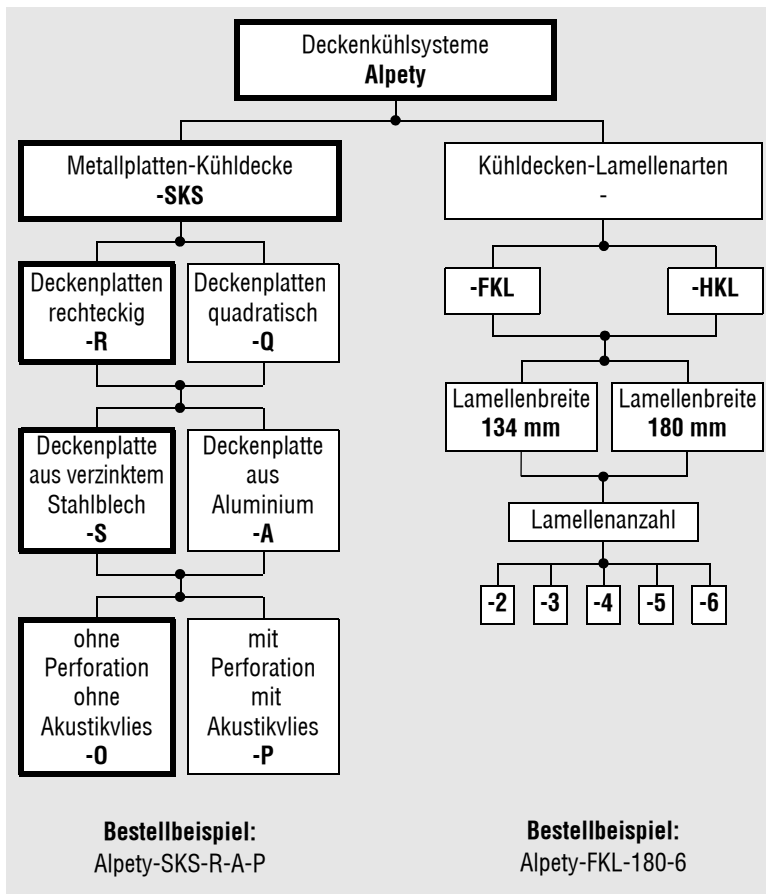 Deckenkühlsysteme
Alpety
Metallplatten-Kühldecke
-SKS
Deckenplatten
rechteckig
-R
Deckenplatten
quadratisch
-Q
Deckenplatte
aus verzinktem
Stahlblech
-S
Deckenplatte
aus
Aluminium
-A
ohne
Perforation
ohne
Akustikvlies
-O
mit
Perforation
mit
Akustikvlies
-P
Bestellbeispiel:
Alpety-SKS-R-A-P
Kühldecken-Lamellenarten
-
-FKL
-HKL
Lamellenbreite
134 mm
Lamellenbreite
180 mm
Lamellenanzahl
-2
-3
-4
-5
-6
Bestellbeispiel:
Alpety-FKL-180-6